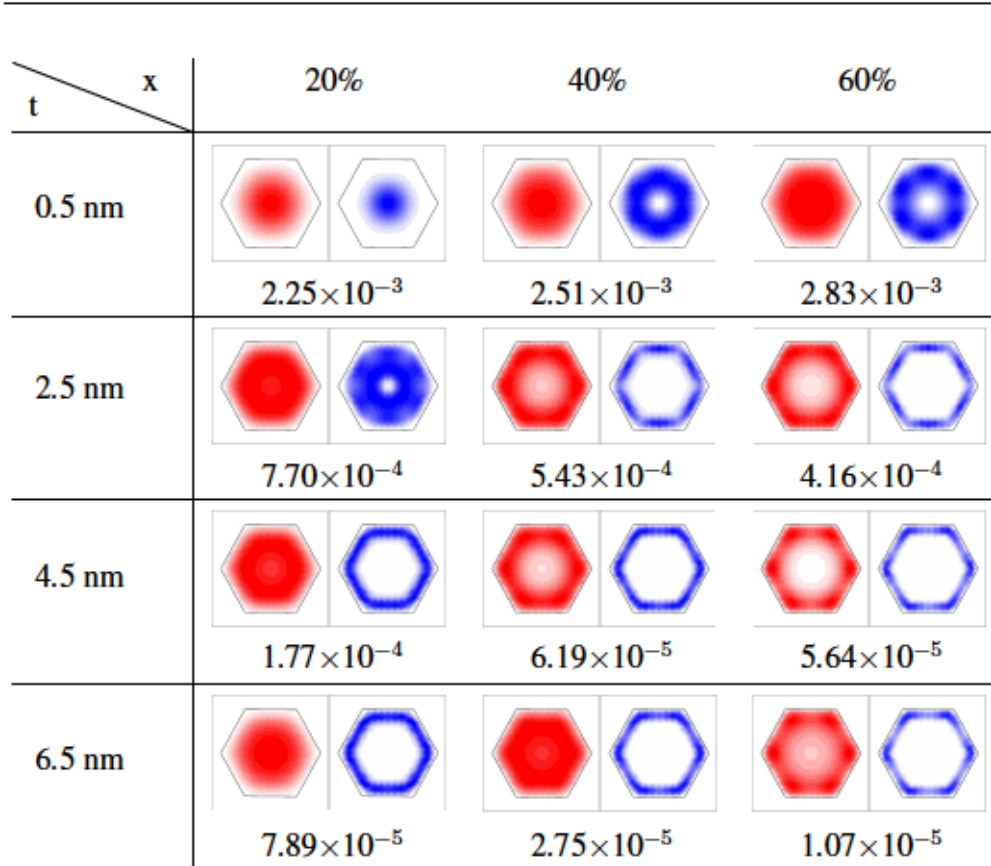 x
t
20% 40% 60%
0.5 nm
2.25×10⁻³ 2.51×10⁻³ 2.83×10⁻³
2.5 nm
7.70×10⁻⁴ 5.43×10⁻⁴ 4.16×10⁻⁴
4.5 nm
1.77×10⁻⁴ 6.19×10⁻⁵ 5.64×10⁻⁵
6.5 nm
7.89×10⁻⁵ 2.75×10⁻⁵ 1.07×10⁻⁵